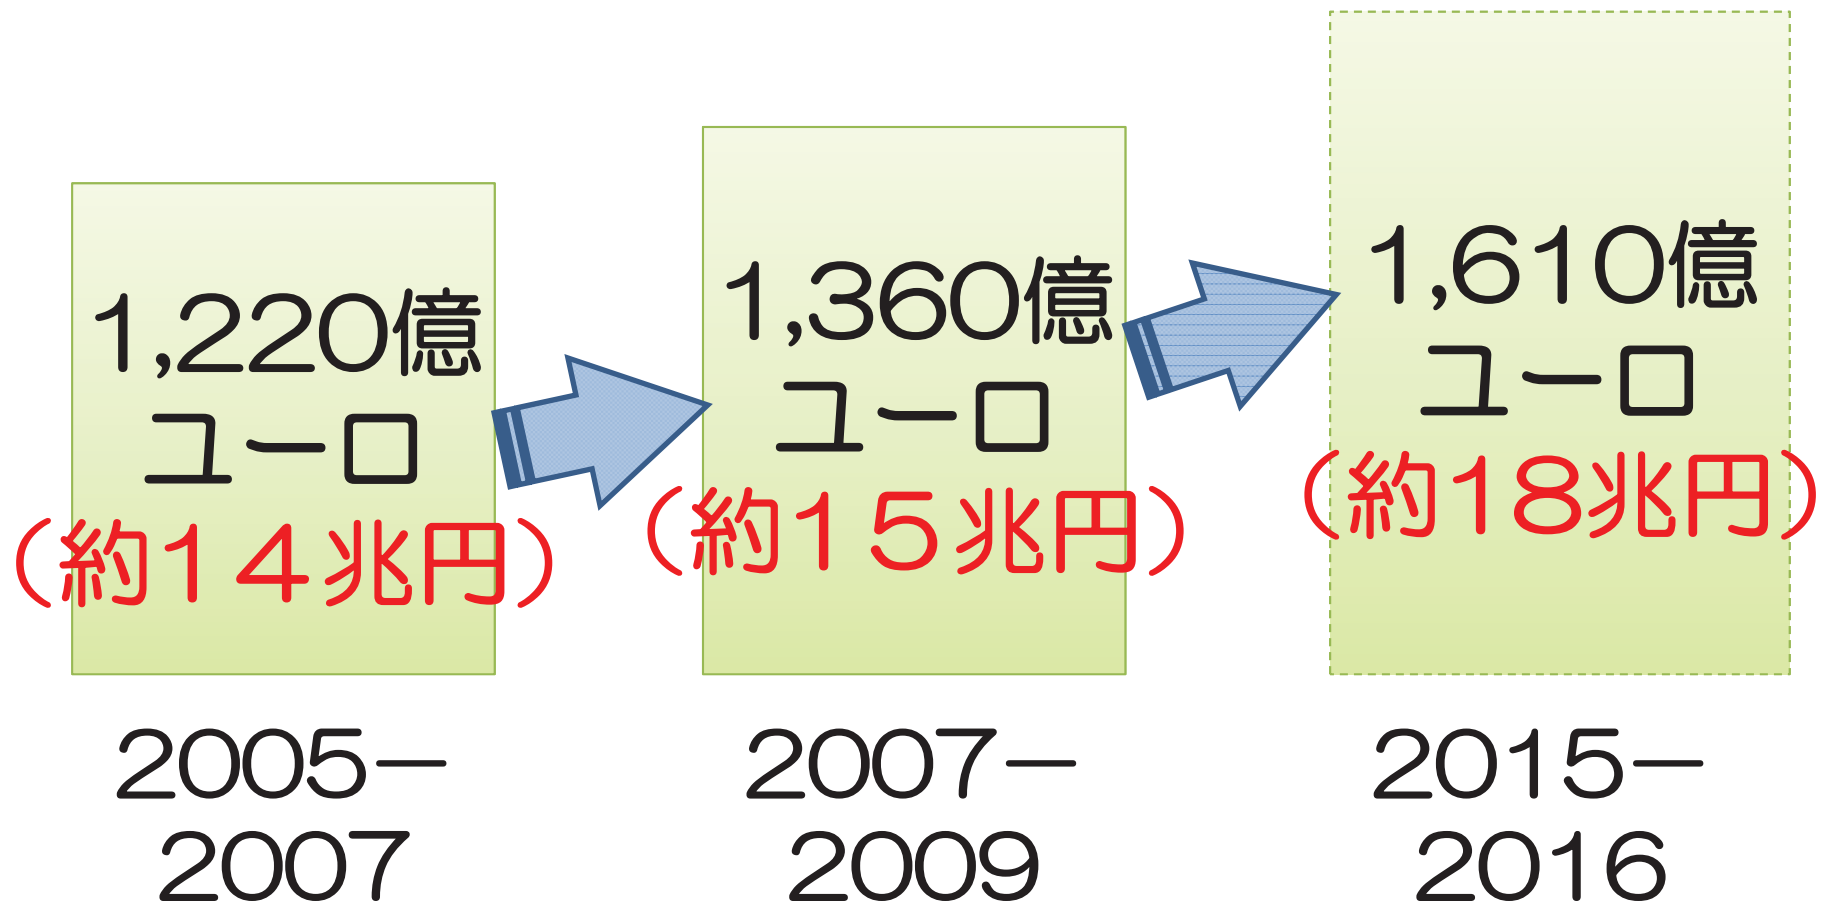 1,220億
ユーロ
（約14兆円）
1,360億
ユーロ
（約15兆円）
1,610億
ユーロ
（約18兆円）
2005－
2007
2007－
2009
2015－
2016